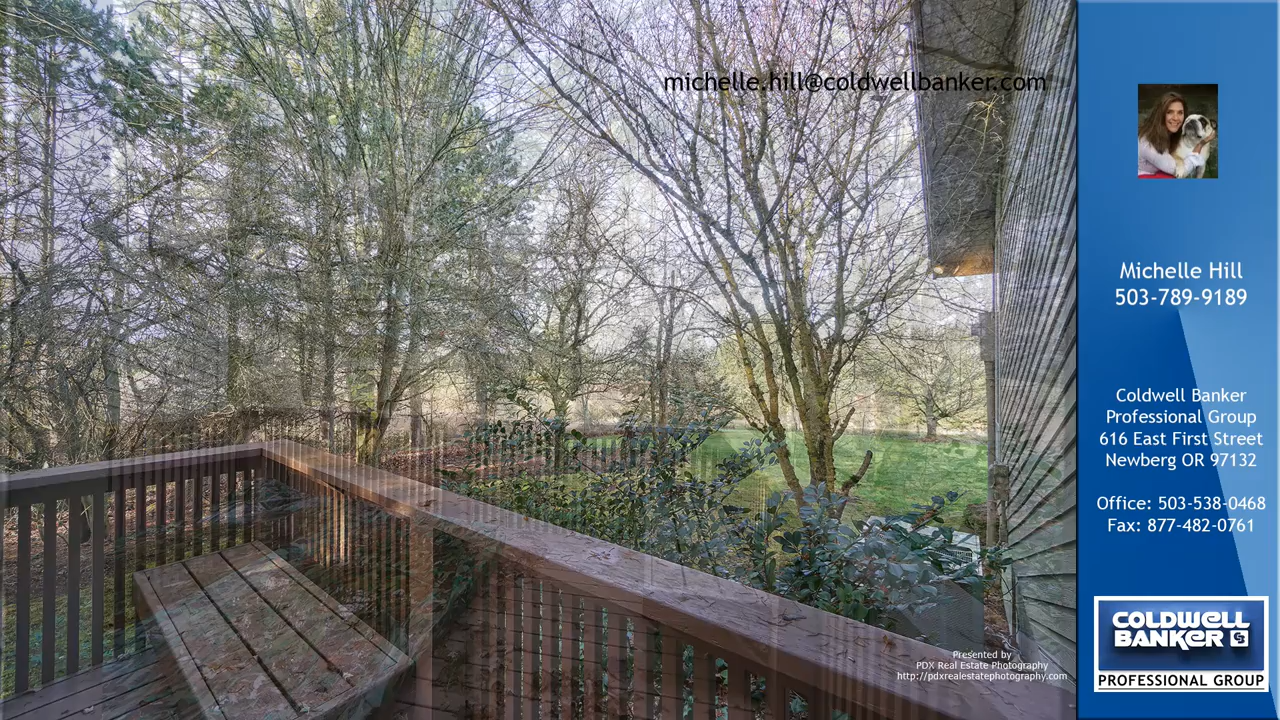 michelle.hill@coldwellbanker.com
Michelle Hill
503-789-9189
Coldwell Banker
Professional Group
616 East First Street
Newberg OR 97132
Office: 503-538-0468
Fax: 877-482-0761
COLDWELL
BANKER CB
PROFESSIONAL GROUP
Presented by
PDX Real Estate Photography
http://pdxrealestatephotography.com